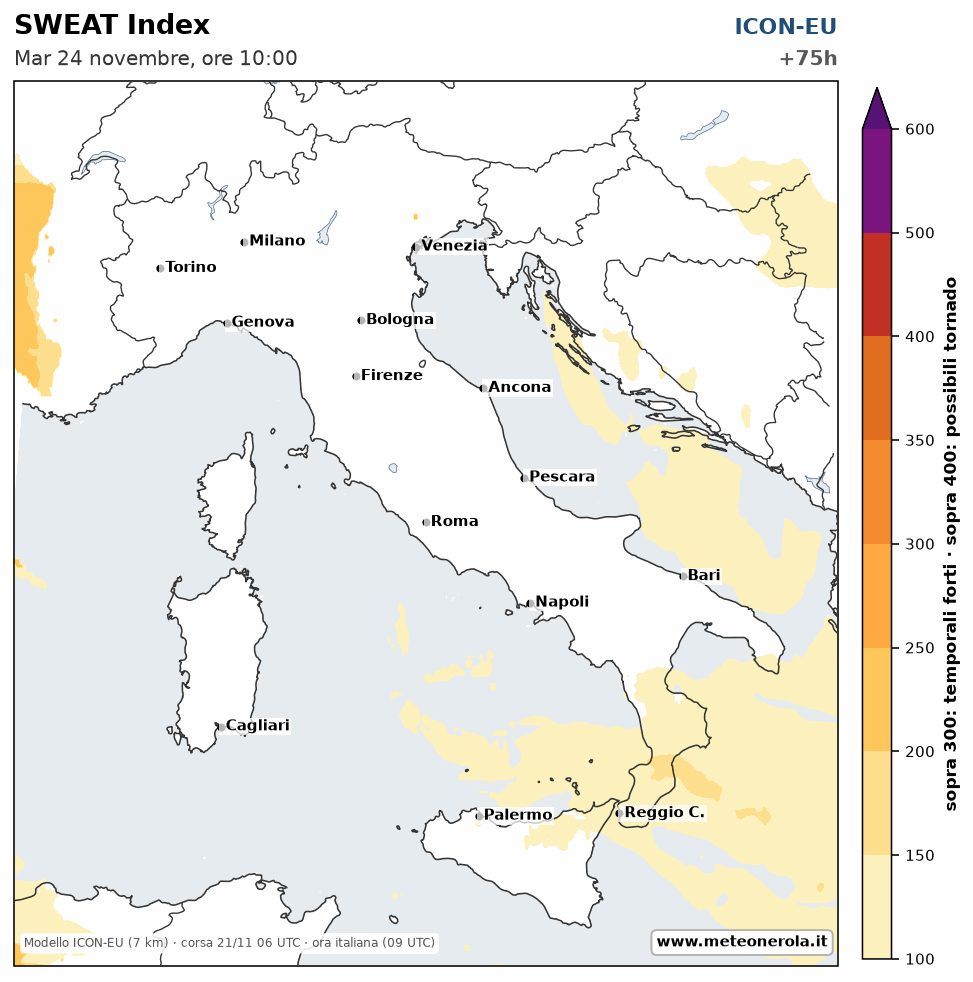 SWEAT Index
ICON-EU
Mar 24 novembre, ore 10:00
+75h
Milano
Venezia
Torino
Genova
Bologna
Firenze
Ancona
Pescara
Roma
Bari
Napoli
Cagliari
Palermo
Reggio C.
Modello ICON-EU (7 km) · corsa 21/11 06 UTC · ora italiana (09 UTC)
www.meteonerola.it
600
500
400
350
300
250
200
150
100
sopra 300: temporali forti · sopra 400: possibili tornado